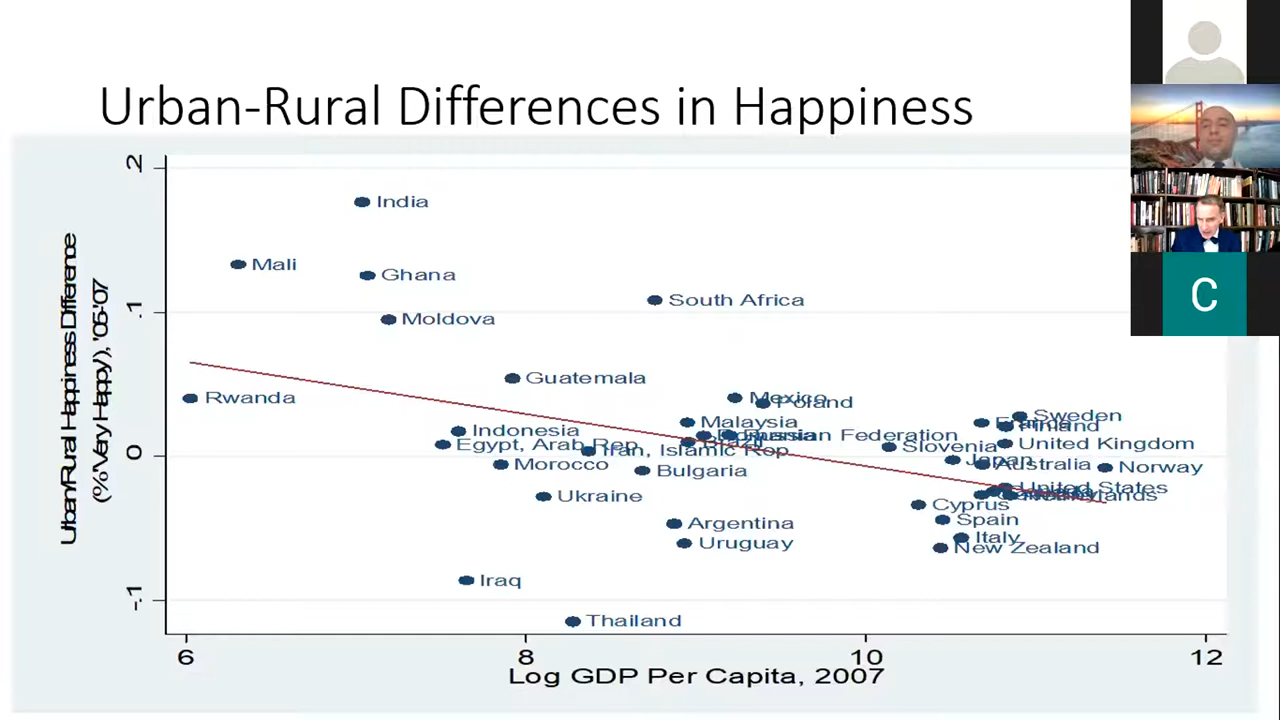 Urban-Rural Differences in Happiness
.2
India
Mali
Ghana
South Africa
.1
Moldova
Guatemala
Rwanda
Mexico
Poland
Malaysia
Sweden
Finland
Indonesia
Russian Federation
United Kingdom
Egypt, Arab Rep.
Brazil
Iran, Islamic Rep.
Slovenia
0
Morocco
Japan
Australia
Norway
Bulgaria
United States
Ukraine
Cyprus
Argentina
Spain
Uruguay
Italy
New Zealand
Iraq
-.1
Thailand
6
8
10
12
Log GDP Per Capita, 2007
Urban/Rural Happiness Difference
(% Very Happy), '05-'07
C